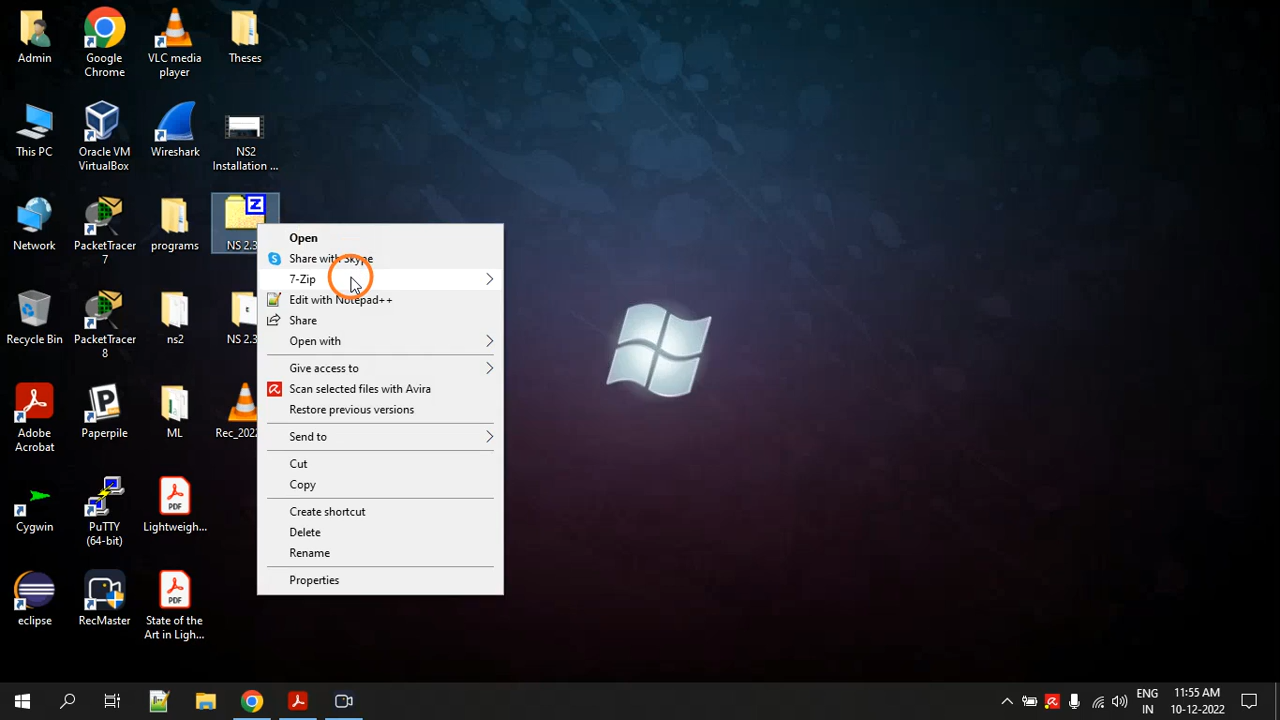 Admin
Google
Chrome
VLC media
player
Theses
This PC
Oracle VM
VirtualBox
Wireshark
NS2
Installation ...
Network
PacketTracer
7
programs
NS 2.3
Recycle Bin
PacketTracer
8
ns2
NS 2.3
Adobe
Acrobat
Paperpile
ML
Rec_202
Cygwin
PuTTY
(64-bit)
Lightweigh...
eclipse
RecMaster
State of the
Art in Ligh...
Open
Share with Skype
7-Zip
Edit with Notepad++
Share
Open with
Give access to
Scan selected files with Avira
Restore previous versions
Send to
Cut
Copy
Create shortcut
Delete
Rename
Properties
ENG
IN
11:55 AM
10-12-2022